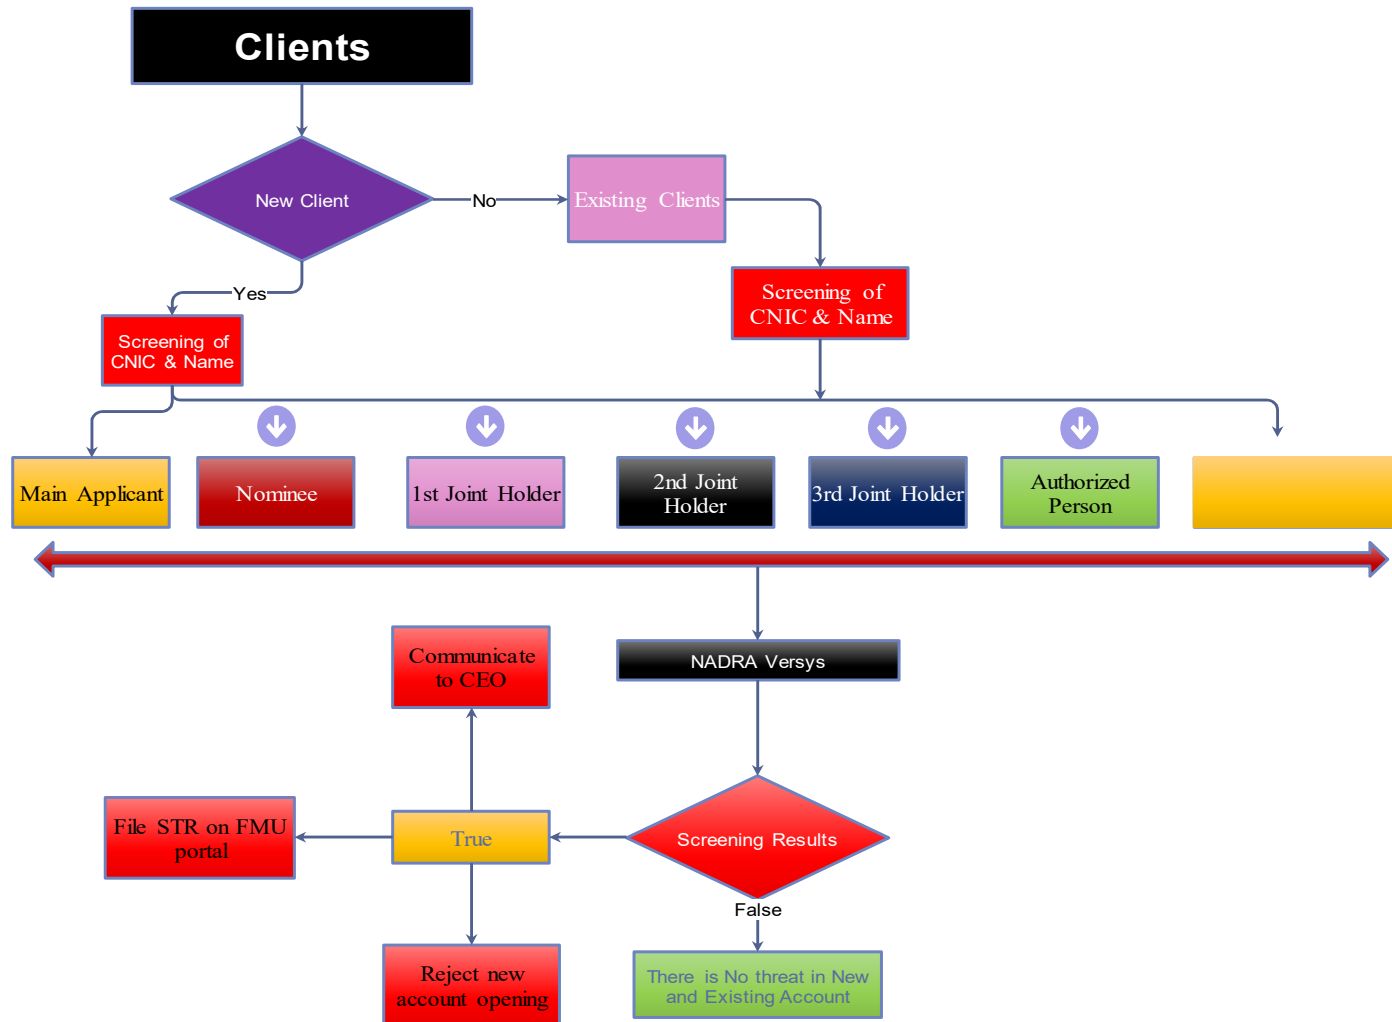 Clients
New Client
No
Existing Clients
Yes
Screening of
CNIC & Name
Screening of
CNIC & Name
Main Applicant
Nominee
1st Joint Holder
2nd Joint
Holder
3rd Joint Holder
Authorized
Person
NADRA Versys
Communicate
to CEO
File STR on FMU
portal
True
Screening Results
False
Reject new
account opening
There is No threat in New
and Existing Account